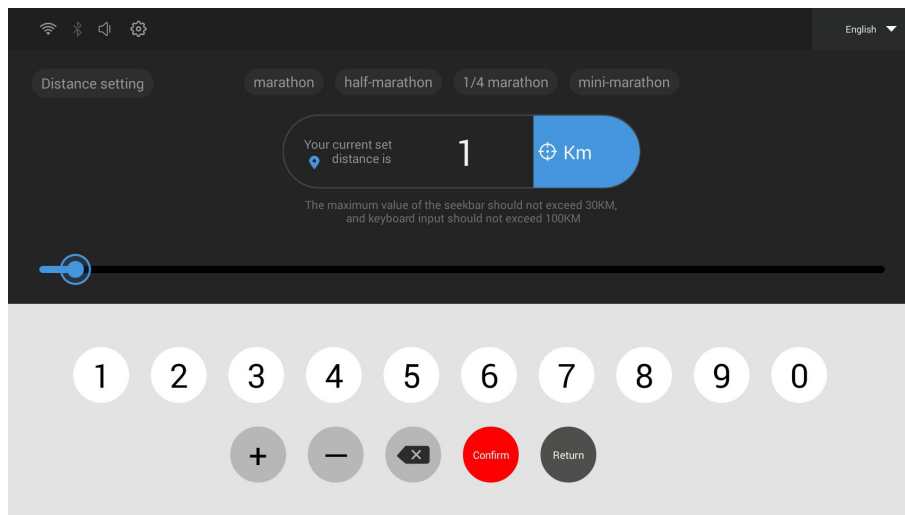 English
Distance setting
marathon
half-marathon
1/4 marathon
mini-marathon
Your current set
distance is
1
Km
The maximum value of the seekbar should not exceed 30KM,
and keyboard input should not exceed 100KM
1 2 3 4 5 6 7 8 9 0
+ — Confirm Return